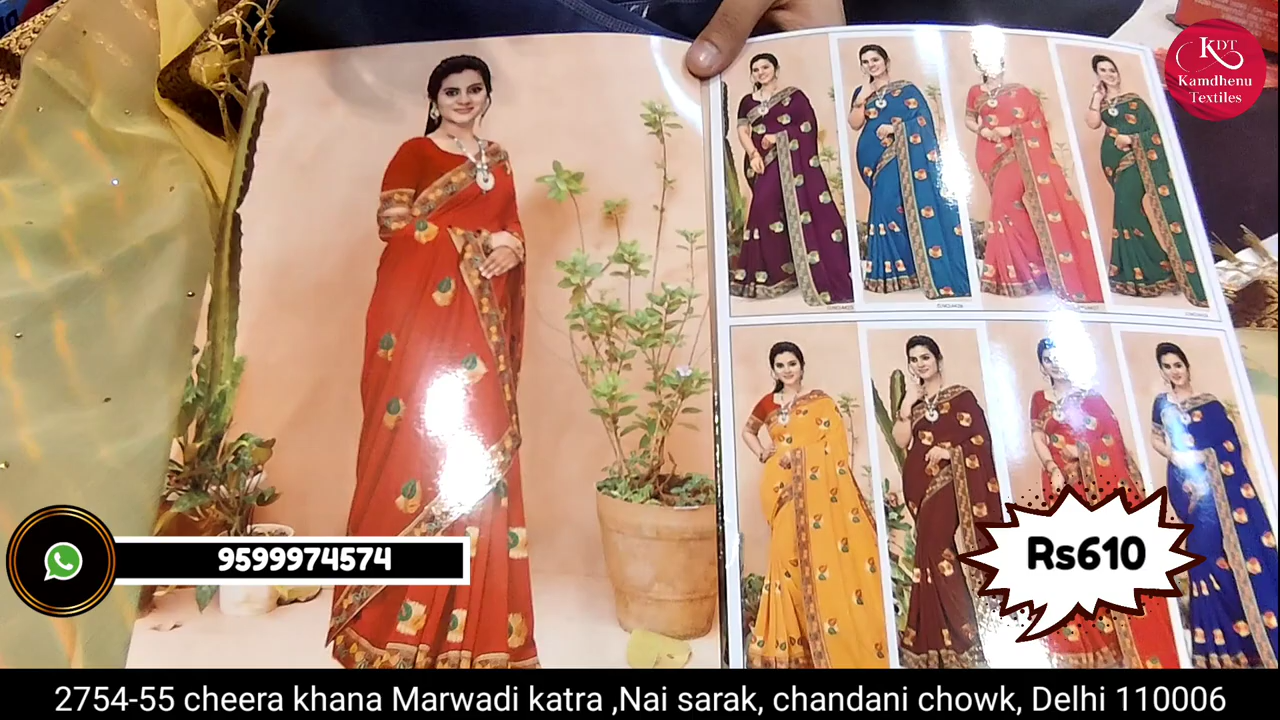 KDT
Kamdhenu
Textiles
9599974574
Rs610
2754-55 cheera khana Marwadi katra ,Nai sarak, chandani chowk, Delhi 110006